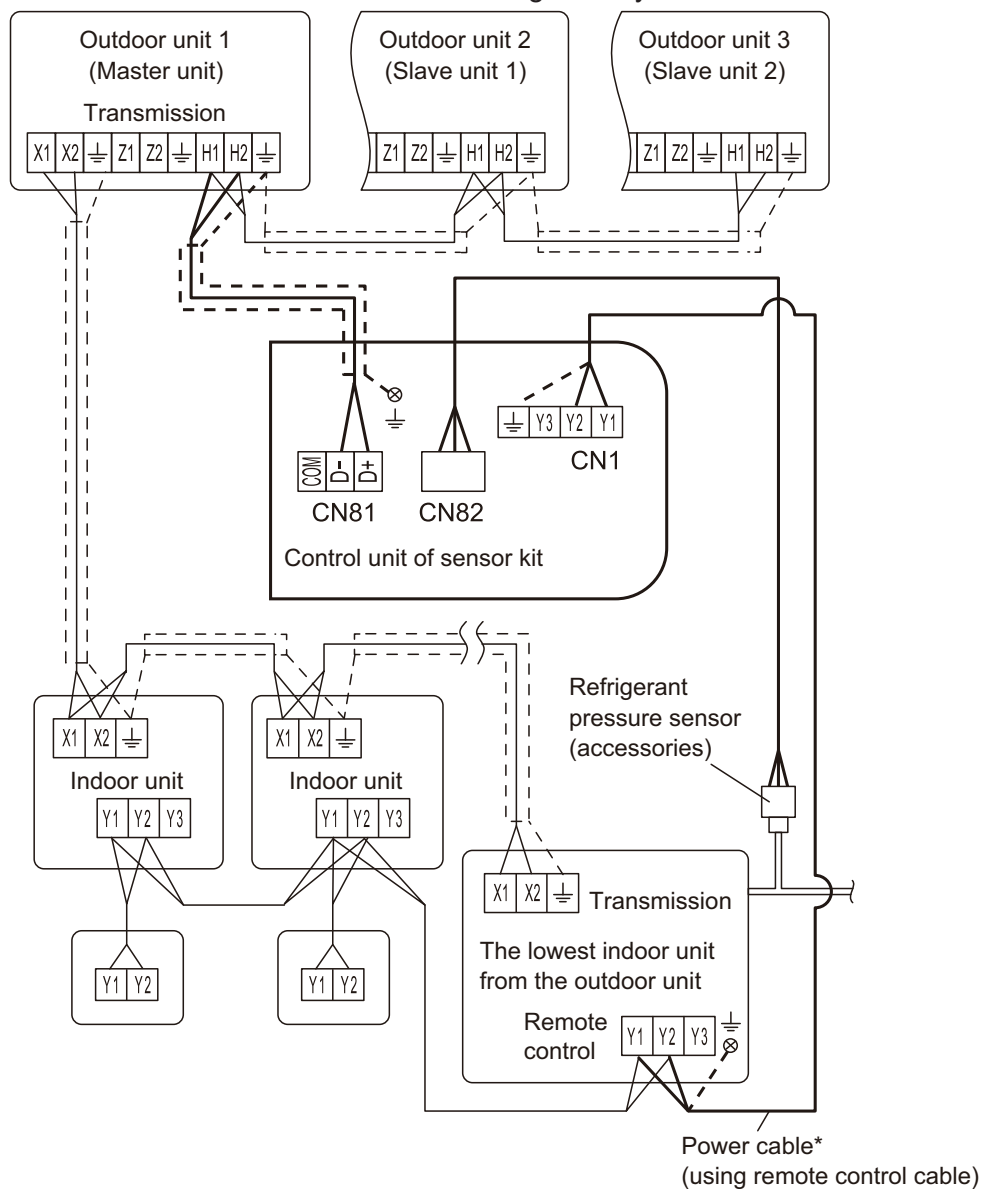 Outdoor unit 1
(Master unit)
Transmission
X1 X2 Z1 Z2 H1 H2
Outdoor unit 2
(Slave unit 1)
Z1 Z2 H1 H2
Outdoor unit 3
(Slave unit 2)
Z1 Z2 H1 H2
Y3 Y2 Y1
CN1
COM D- D+
CN81
CN82
Control unit of sensor kit
Refrigerant
pressure sensor
(accessories)
X1 X2
Indoor unit
Y1 Y2 Y3
X1 X2
Indoor unit
Y1 Y2 Y3
Y1 Y2
Y1 Y2
X1 X2
Transmission
The lowest indoor unit
from the outdoor unit
Remote
control
Y1 Y2 Y3
Power cable*
(using remote control cable)